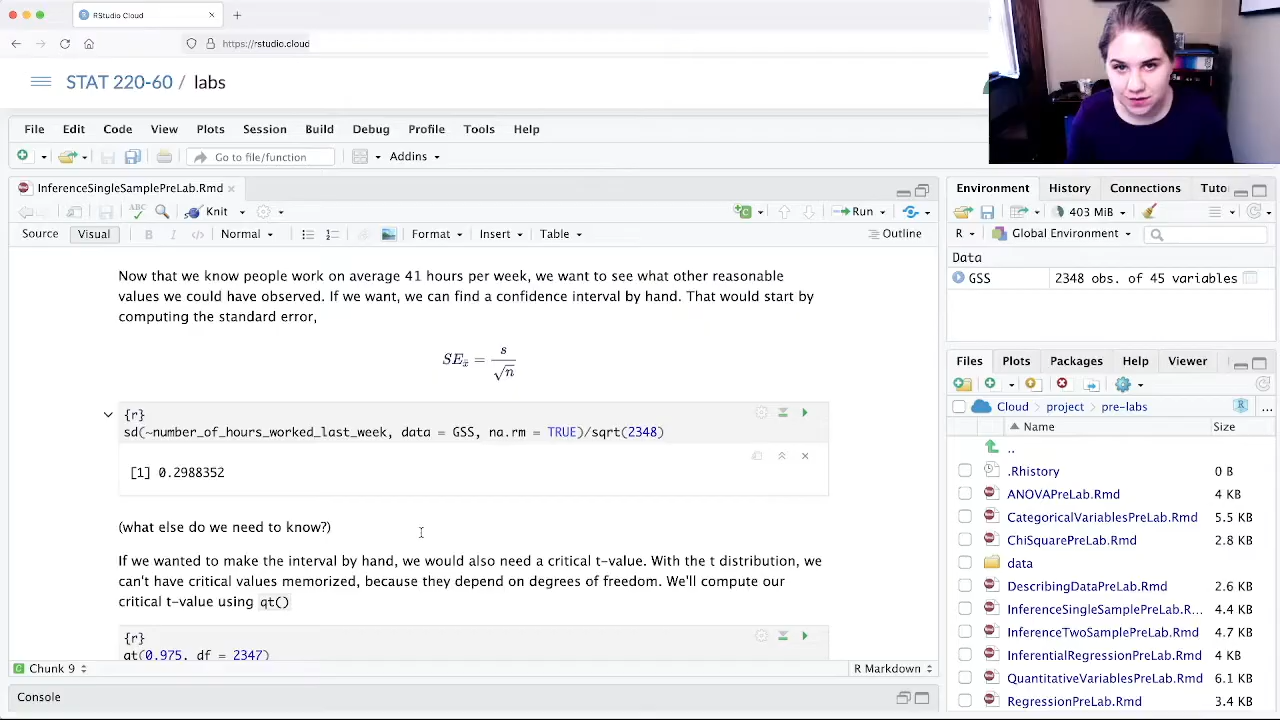 RStudio Cloud
https://rstudio.cloud
STAT 220-60 / labs
File Edit Code View Plots Session Build Debug Profile Tools Help
Go to file/function Addins
InferenceSingleSamplePreLab.Rmd
ABC Knit Run
Source Visual Normal Format Insert Table Outline
Now that we know people work on average 41 hours per week, we want to see what other reasonable
values we could have observed. If we want, we can find a confidence interval by hand. That would start by
computing the standard error,
SE_x̄ = s / √n
{r}
sd(~number_of_hours_worked_last_week, data = GSS, na.rm = TRUE)/sqrt(2348)
[1] 0.2988352
(what else do we need to know?)
If we wanted to make the interval by hand, we would also need a critical t-value. With the t distribution, we
can't have critical values memorized, because they depend on degrees of freedom. We'll compute our
critical t-value using qt().
{r}
qt(0.975, df = 2347)
Chunk 9 R Markdown
Console
Environment History Connections Tuto
403 MiB
R Global Environment
Data
GSS 2348 obs. of 45 variables
Files Plots Packages Help Viewer
Cloud project pre-labs ...
Name Size
..
.Rhistory 0 B
ANOVAPreLab.Rmd 4 KB
CategoricalVariablesPreLab.Rmd 5.5 KB
ChiSquarePreLab.Rmd 2.8 KB
data
DescribingDataPreLab.Rmd 2.6 KB
InferenceSingleSamplePreLab.R... 4.4 KB
InferenceTwoSamplePreLab.Rmd 4.7 KB
InferentialRegressionPreLab.Rmd 4 KB
QuantitativeVariablesPreLab.Rmd 6.1 KB
RegressionPreLab.Rmd 3.4 KB